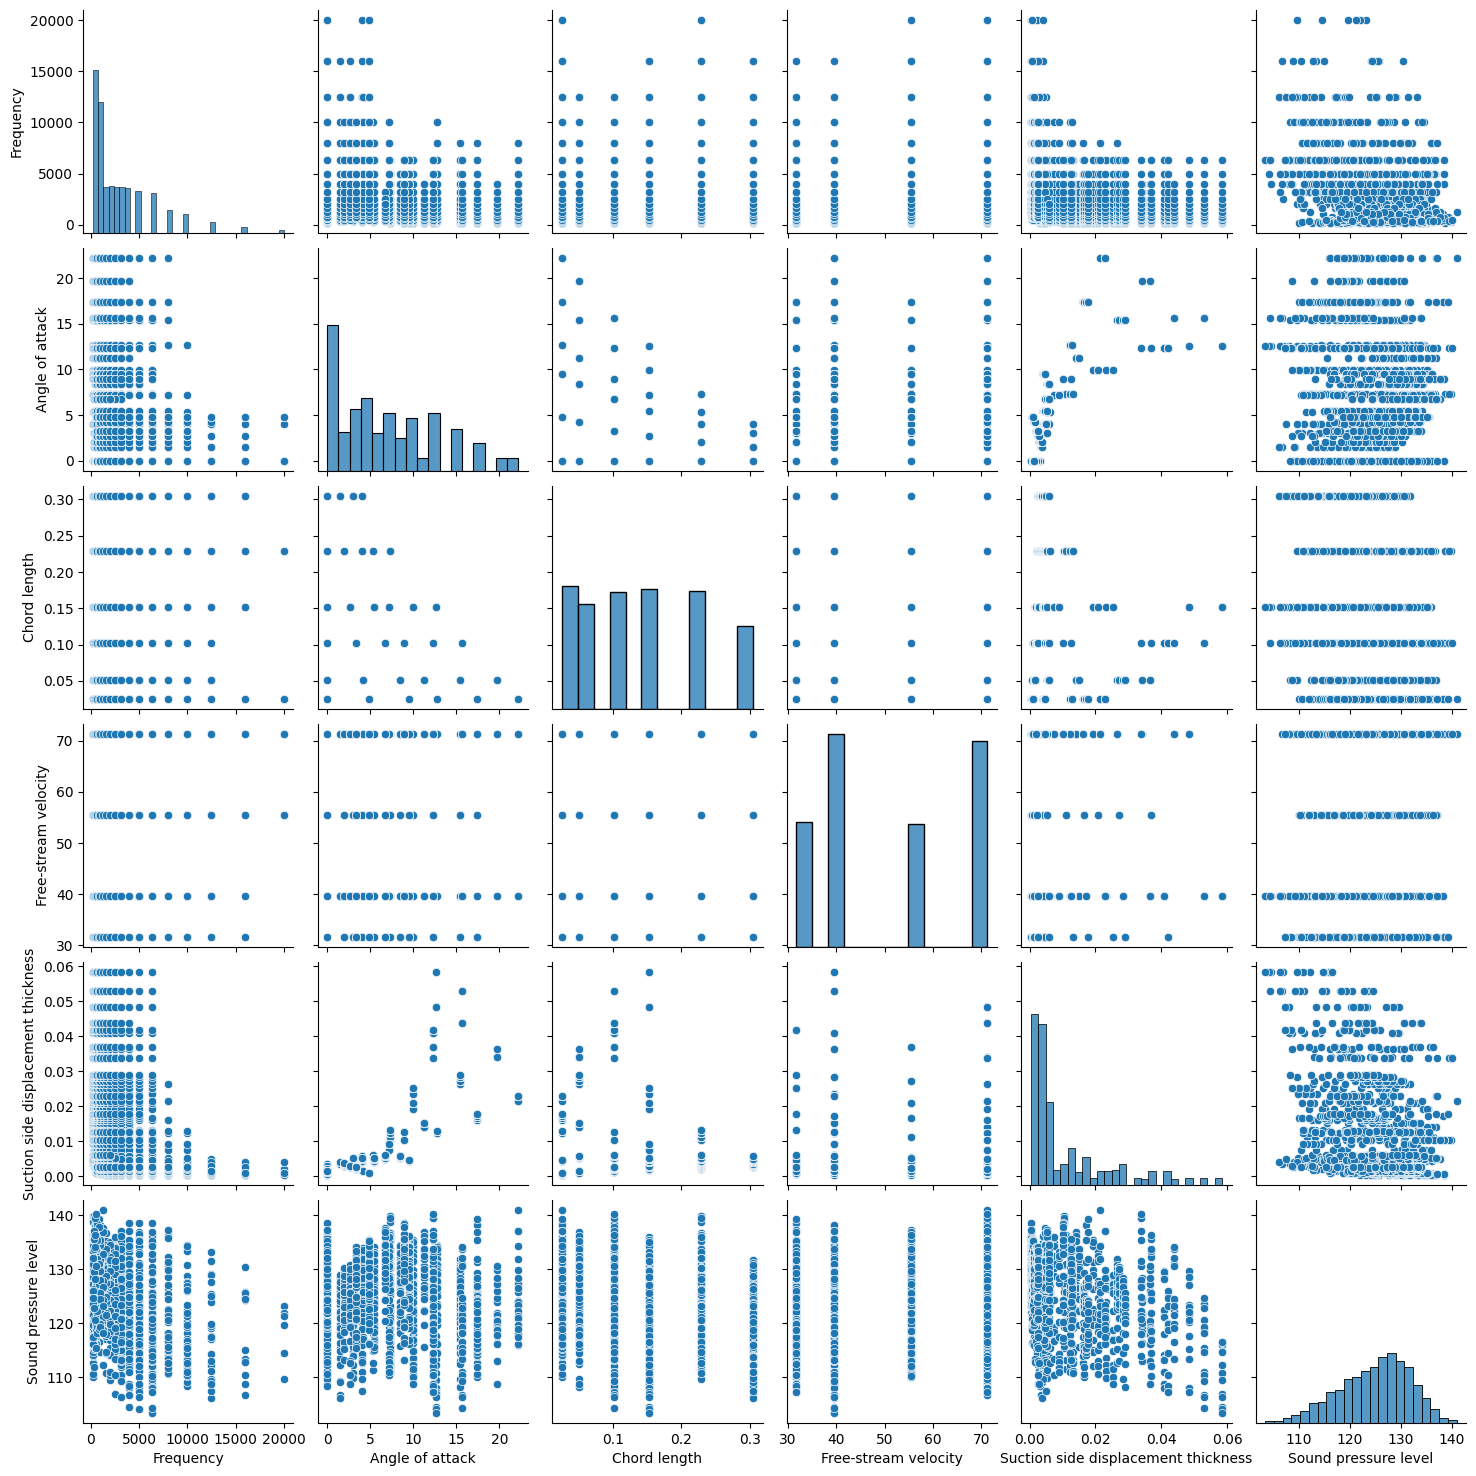 20000
15000
10000
5000
0
Frequency
20
15
10
5
0
Angle of attack
0.30
0.25
0.20
0.15
0.10
0.05
Chord length
70
60
50
40
30
Free-stream velocity
0.06
0.05
0.04
0.03
0.02
0.01
0.00
Suction side displacement thickness
140
130
120
110
Sound pressure level
0 5000 10000 15000 20000
0 5 10 15 20
0.1 0.2 0.3
30 40 50 60 70
0.00 0.02 0.04 0.06
110 120 130 140
Frequency
Angle of attack
Chord length
Free-stream velocity
Suction side displacement thickness
Sound pressure level